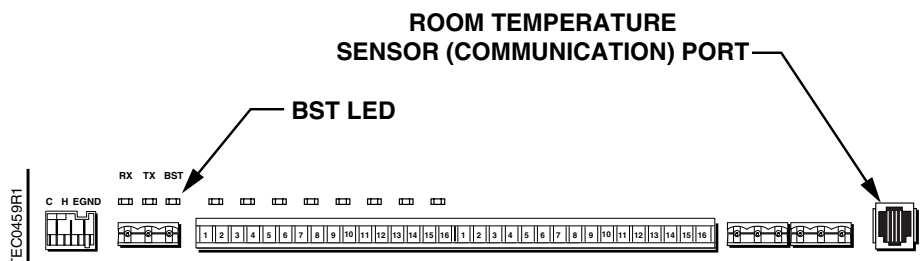 ROOM TEMPERATURE
SENSOR (COMMUNICATION) PORT
BST LED
RX TX BST
C H EGND
1 2 3 4 5 6 7 8 9 10 11 12 13 14 15 16 1 2 3 4 5 6 7 8 9 10 11 12 13 14 15 16
TEC0459R1